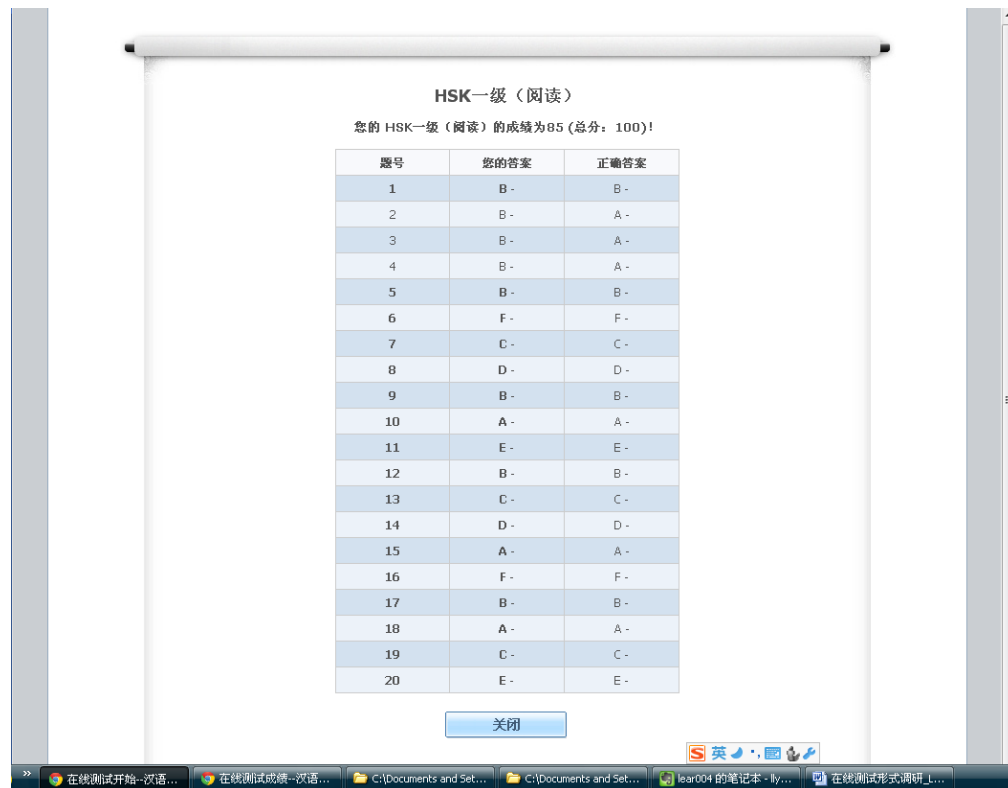 HSK一级（阅读）
您的 HSK一级（阅读）的成绩为85 (总分：100)!
题号 您的答案 正确答案
1 B - B -
2 B - A -
3 B - A -
4 B - A -
5 B - B -
6 F - F -
7 C - C -
8 D - D -
9 B - B -
10 A - A -
11 E - E -
12 B - B -
13 C - C -
14 D - D -
15 A - A -
16 F - F -
17 B - B -
18 A - A -
19 C - C -
20 E - E -
关闭
S 英
» 在线测试开始--汉语... 在线测试成绩--汉语... C:\Documents and Set... C:\Documents and Set... lear004 的笔记本 - lly... 在线测试形式调研_L...